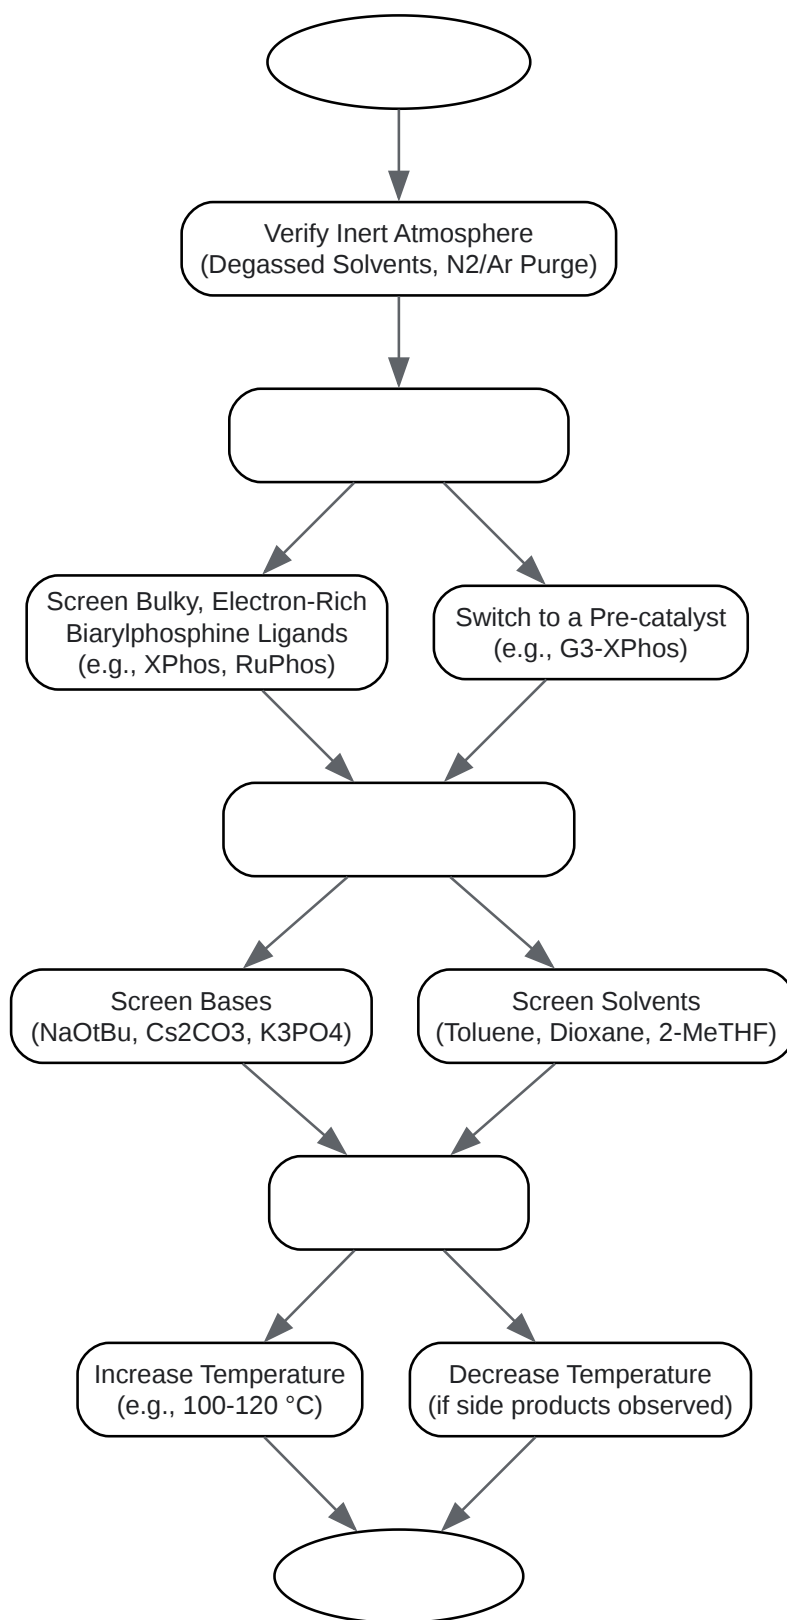 Verify Inert Atmosphere
(Degassed Solvents, N2/Ar Purge)
Screen Bulky, Electron-Rich
Biarylphosphine Ligands
(e.g., XPhos, RuPhos)
Switch to a Pre-catalyst
(e.g., G3-XPhos)
Screen Bases
(NaOtBu, Cs2CO3, K3PO4)
Screen Solvents
(Toluene, Dioxane, 2-MeTHF)
Increase Temperature
(e.g., 100-120 °C)
Decrease Temperature
(if side products observed)